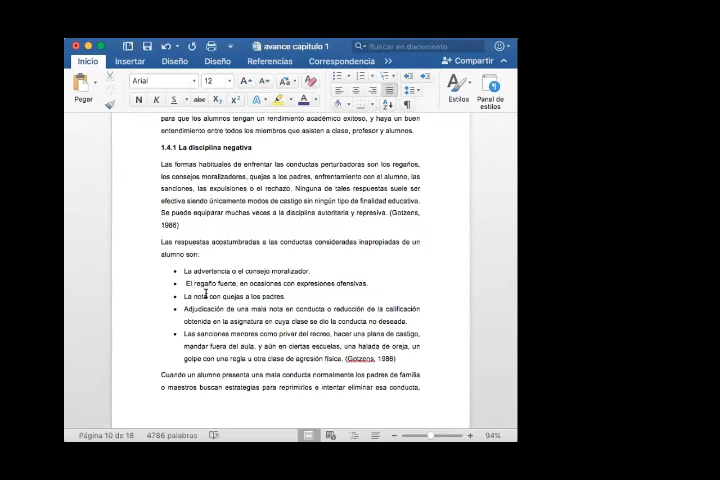 avance capitulo 1
Buscar en documento
Inicio Insertar Diseño Diseño Referencias Correspondencia >> Compartir
Pegar Arial 12 Estilos Panel de estilos
N K S abc X2 X2 A A
para que los alumnos tengan un rendimiento académico exitoso, y haya un buen
entendimiento entre todos los miembros que asisten a clase, profesor y alumnos.
1.4.1 La disciplina negativa
Las formas habituales de enfrentar las conductas perturbadoras son los regaños,
los consejos moralizadores, quejas a los padres, enfrentamiento con el alumno, las
sanciones, las expulsiones o el rechazo. Ninguna de tales respuestas suele ser
efectiva siendo únicamente modos de castigo sin ningún tipo de finalidad educativa.
Se puede equiparar muchas veces a la disciplina autoritaria y represiva. (Gotzens,
1986)
Las respuestas acostumbradas a las conductas consideradas inapropiadas de un
alumno son:
• La advertencia o el consejo moralizador.
• El regaño fuerte, en ocasiones con expresiones ofensivas.
• La nota con quejas a los padres.
• Adjudicación de una mala nota en conducta o reducción de la calificación
obtenida en la asignatura en cuya clase se dio la conducta no deseada.
• Las sanciones menores como privar del recreo, hacer una plana de castigo,
mandar fuera del aula, y aún en ciertas escuelas, una halada de oreja, un
golpe con una regla u otra clase de agresión física. (Gotzens, 1986)
Cuando un alumno presenta una mala conducta normalmente los padres de familia
o maestros buscan estrategias para reprimirlos e intentar eliminar esa conducta,
Página 10 de 18 4786 palabras 94%